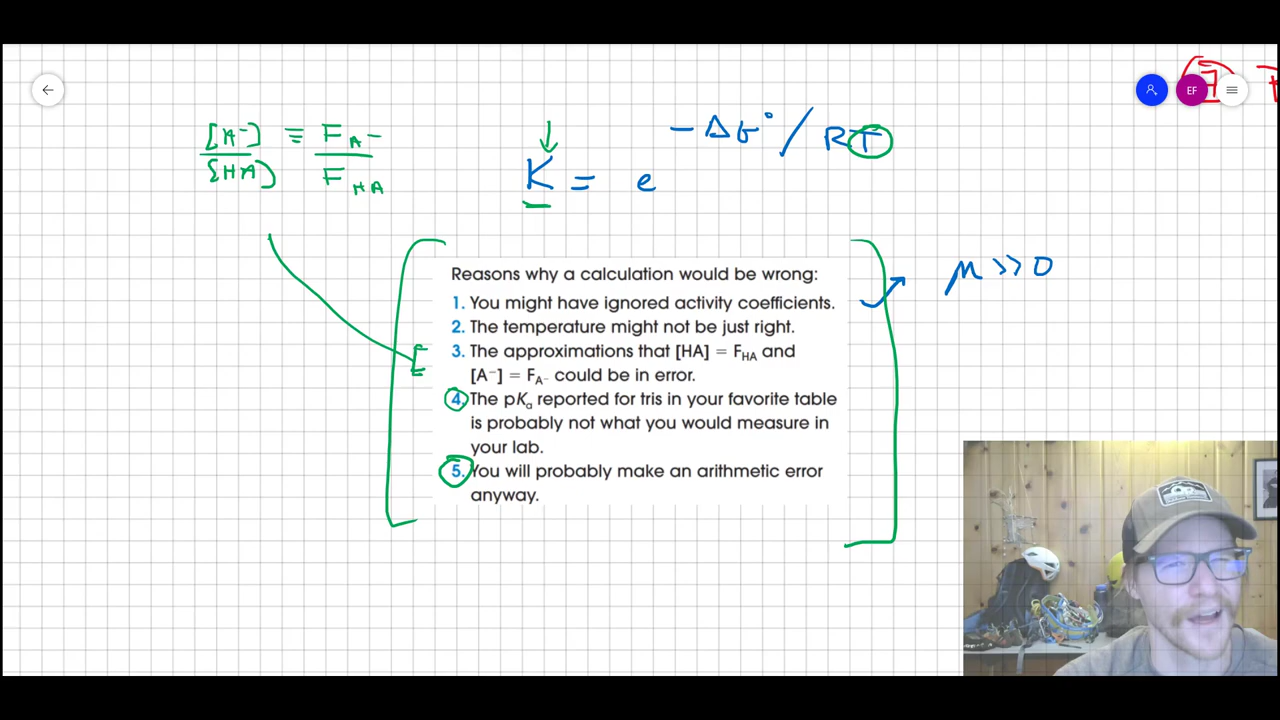 EF
[A⁻] ≡ F A⁻
[HA] F HA
K = e -ΔG°/RT
μ >> 0
Reasons why a calculation would be wrong:
1. You might have ignored activity coefficients.
2. The temperature might not be just right.
3. The approximations that [HA] = F_HA and
[A⁻] = F_A⁻ could be in error.
4. The pKₐ reported for tris in your favorite table
is probably not what you would measure in
your lab.
5. You will probably make an arithmetic error
anyway.